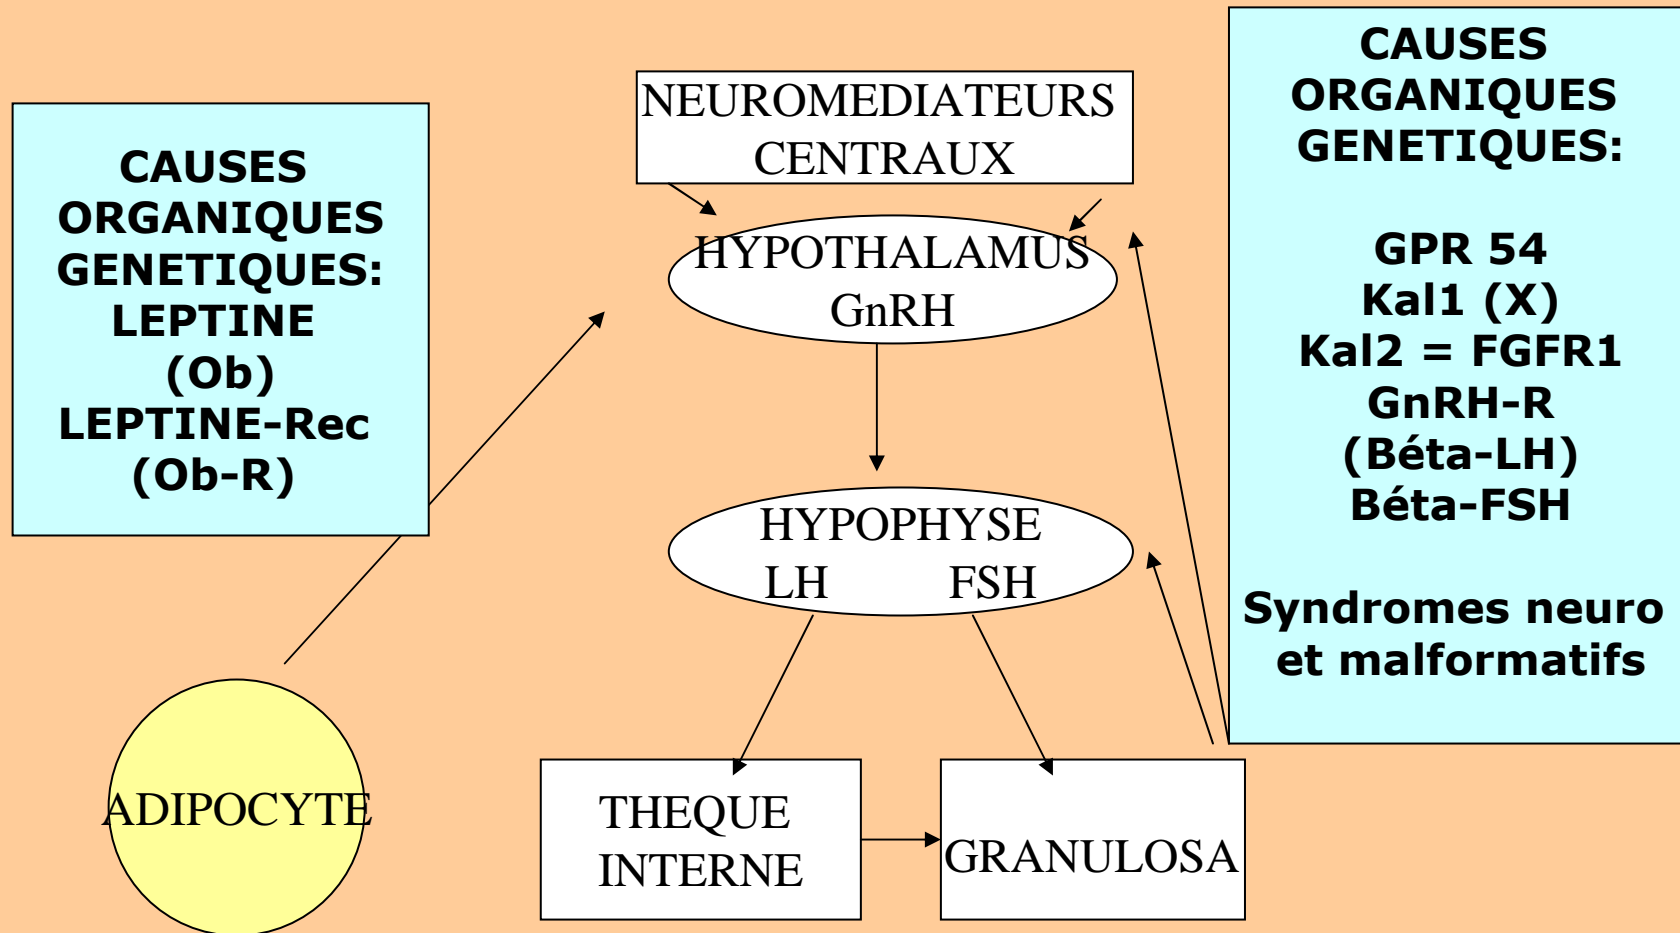 CAUSES
ORGANIQUES
GENETIQUES:
LEPTINE
(Ob)
LEPTINE-Rec
(Ob-R)
NEUROMEDIATEURS
CENTRAUX
HYPOTHALAMUS
GnRH
HYPOPHYSE
LH FSH
ADIPOCYTE
THEQUE
INTERNE
GRANULOSA
CAUSES
ORGANIQUES
GENETIQUES:
GPR 54
Kal1 (X)
Kal2 = FGFR1
GnRH-R
(Béta-LH)
Béta-FSH
Syndromes neuro
et malformatifs